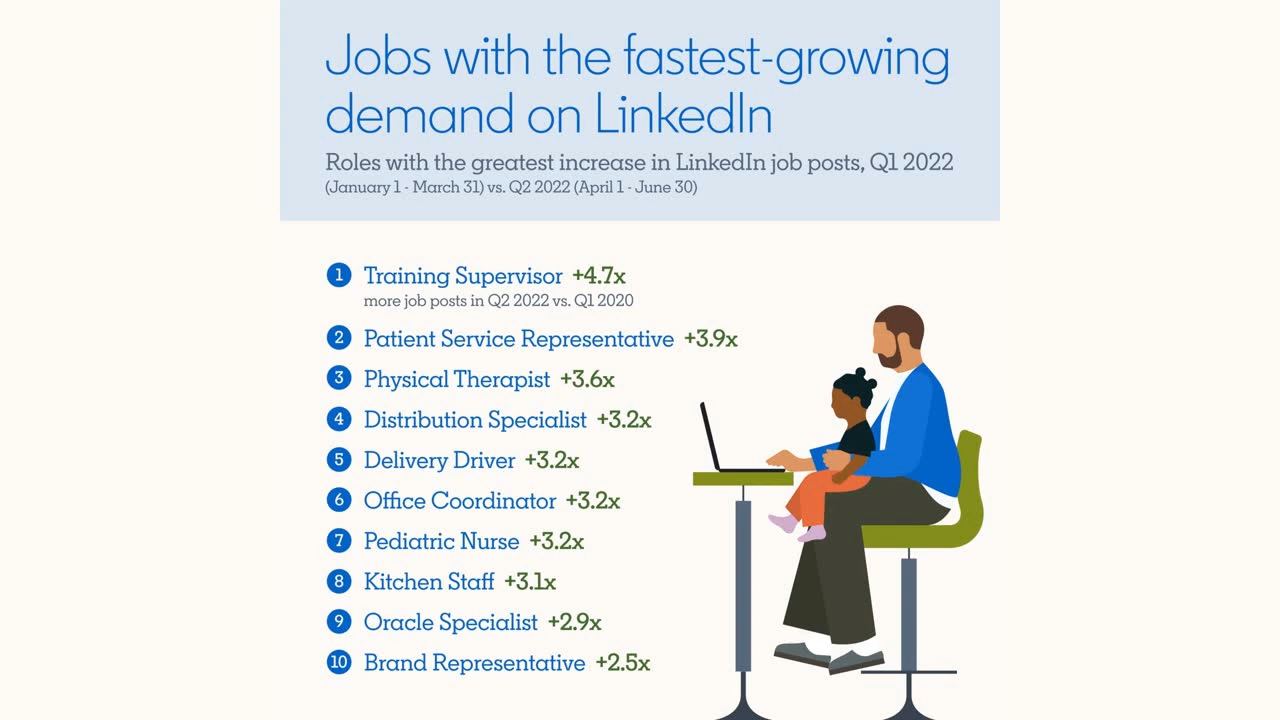 Jobs with the fastest-growing
demand on LinkedIn
Roles with the greatest increase in LinkedIn job posts, Q1 2022
(January 1 - March 31) vs. Q2 2022 (April 1 - June 30)
1 Training Supervisor +4.7x
more job posts in Q2 2022 vs. Q1 2020
2 Patient Service Representative +3.9x
3 Physical Therapist +3.6x
4 Distribution Specialist +3.2x
5 Delivery Driver +3.2x
6 Office Coordinator +3.2x
7 Pediatric Nurse +3.2x
8 Kitchen Staff +3.1x
9 Oracle Specialist +2.9x
10 Brand Representative +2.5x